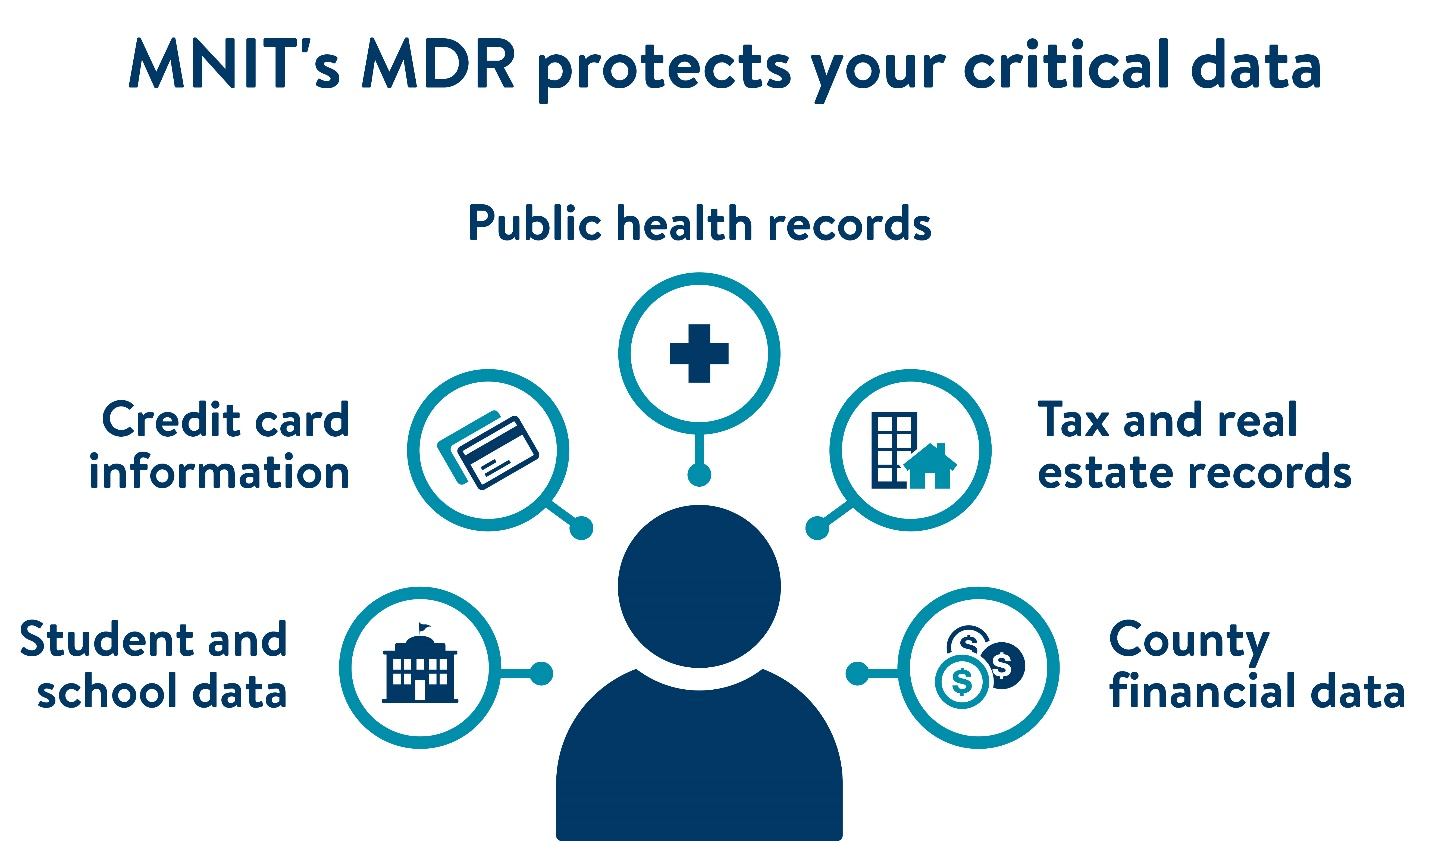 MNIT's MDR protects your critical data
Public health records
Credit card
information
Tax and real
estate records
Student and
school data
County
financial data
$
$
$